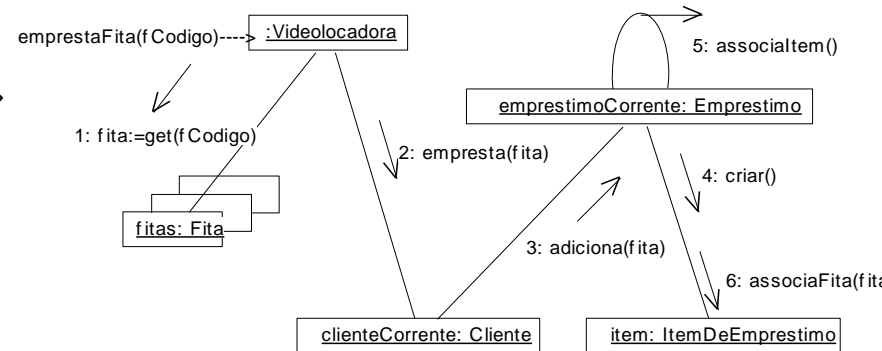 emprestaFita(fCodigo)---->
:Videolocadora
1: fita:=get(fCodigo)
fitas: Fita
2: empresta(fita)
clienteCorrente: Cliente
3: adiciona(fita)
emprestimoCorrente: Emprestimo
5: associaItem()
4: criar()
6: associaFita(fita
item: ItemDeEmprestimo